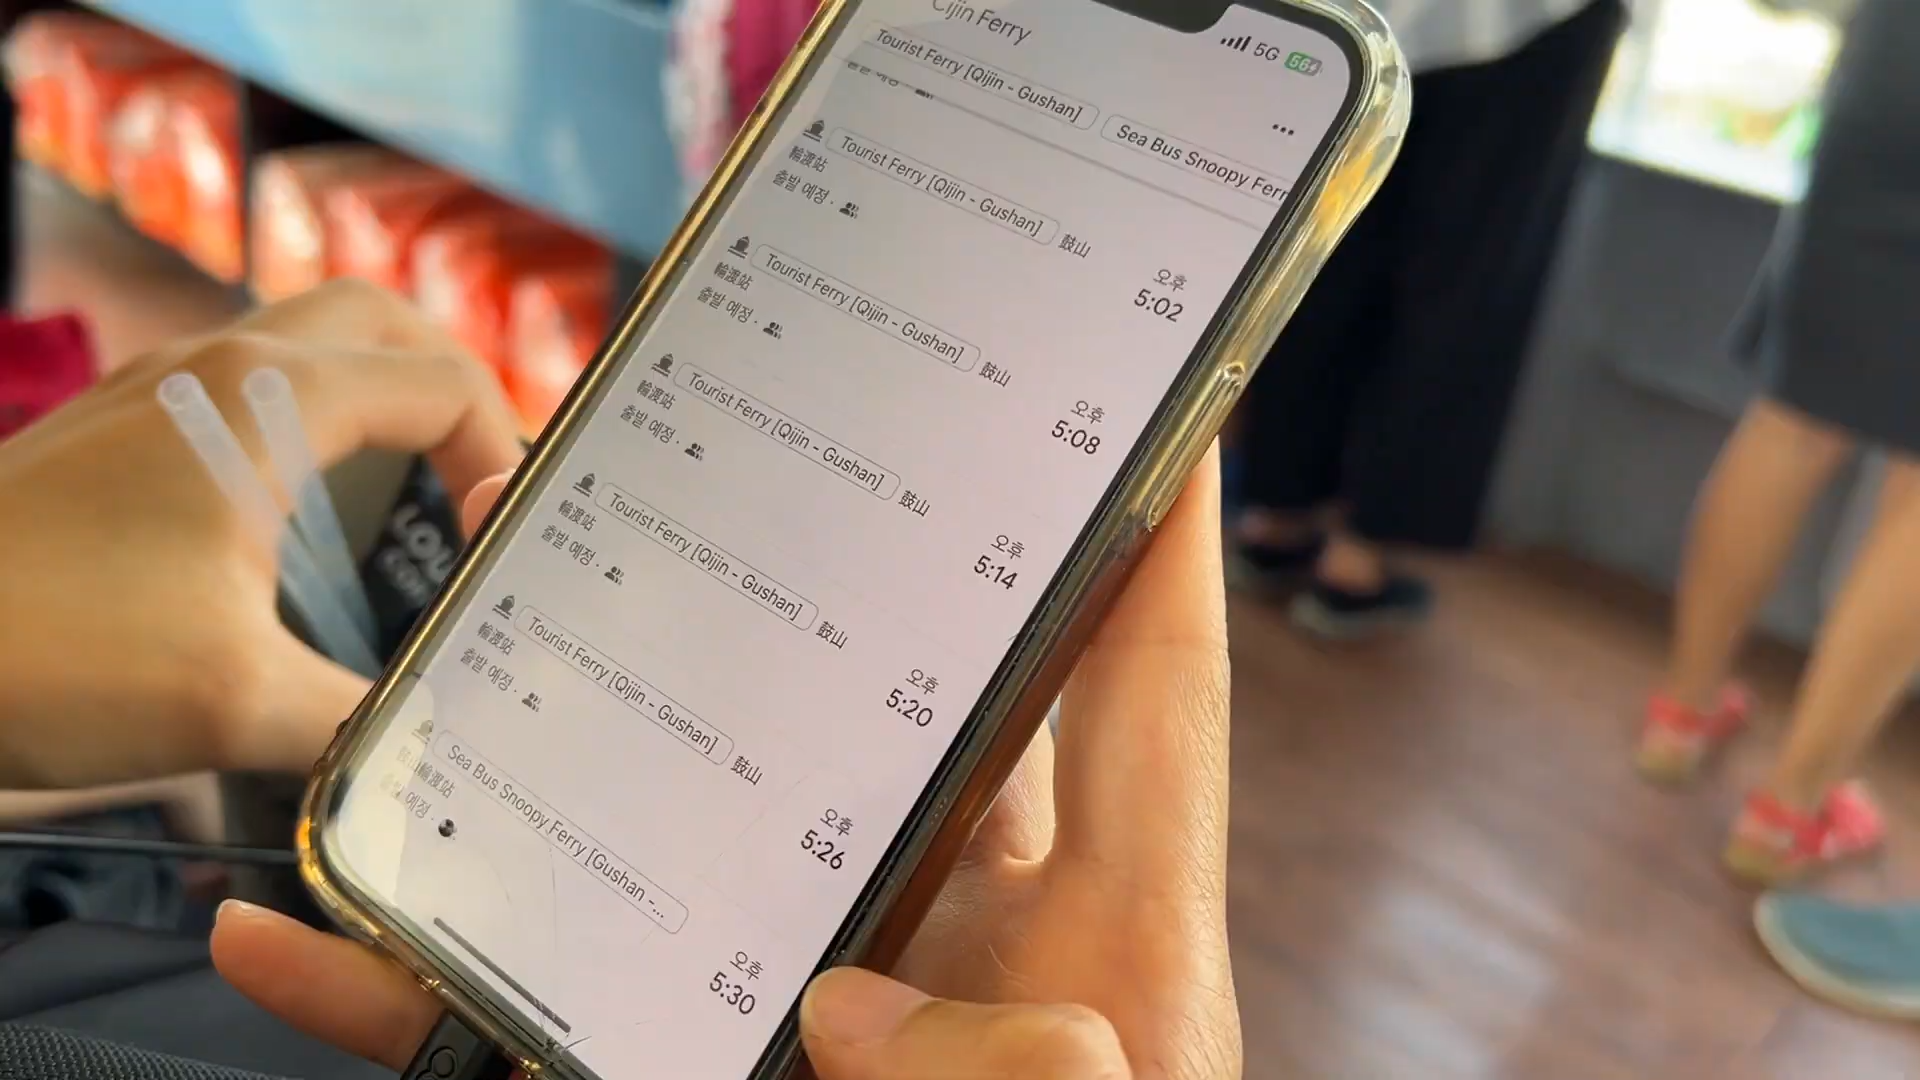 Cijin Ferry
5G 56
Tourist Ferry [Qijin - Gushan]
Sea Bus Snoopy Ferr
Tourist Ferry [Qijin - Gushan] 鼓山
輪渡站
출발 예정 ·
오후
5:02
Tourist Ferry [Qijin - Gushan] 鼓山
輪渡站
출발 예정 ·
오후
5:08
Tourist Ferry [Qijin - Gushan] 鼓山
輪渡站
출발 예정 ·
오후
5:14
Tourist Ferry [Qijin - Gushan] 鼓山
輪渡站
출발 예정 ·
오후
5:20
Tourist Ferry [Qijin - Gushan] 鼓山
輪渡站
출발 예정 ·
오후
5:26
Sea Bus Snoopy Ferry [Gushan -...
鼓山輪渡站
출발 예정 ·
오후
5:30